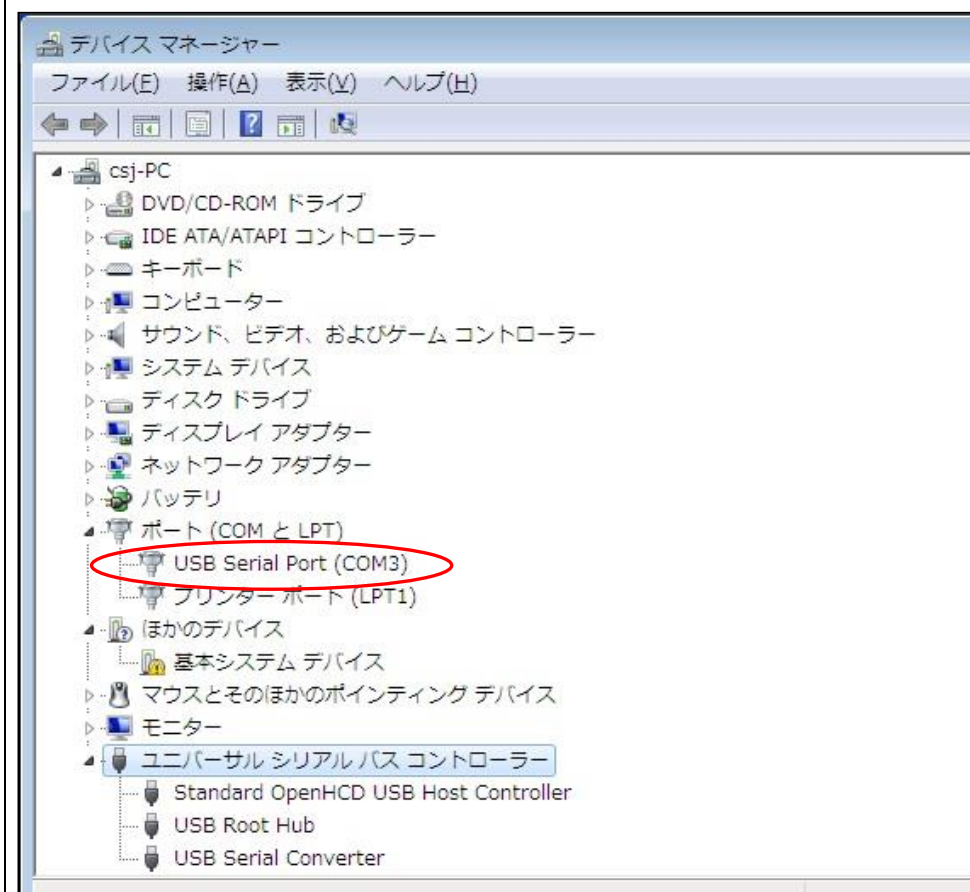 デバイス マネージャー
ファイル(F) 操作(A) 表示(V) ヘルプ(H)
csj-PC
DVD/CD-ROM ドライブ
IDE ATA/ATAPI コントローラー
キーボード
コンピューター
サウンド、ビデオ、およびゲーム コントローラー
システム デバイス
ディスク ドライブ
ディスプレイ アダプター
ネットワーク アダプター
バッテリ
ポート (COM と LPT)
USB Serial Port (COM3)
プリンター ポート (LPT1)
ほかのデバイス
基本システム デバイス
マウスとそのほかのポインティング デバイス
モニター
ユニバーサル シリアル バス コントローラー
Standard OpenHCD USB Host Controller
USB Root Hub
USB Serial Converter